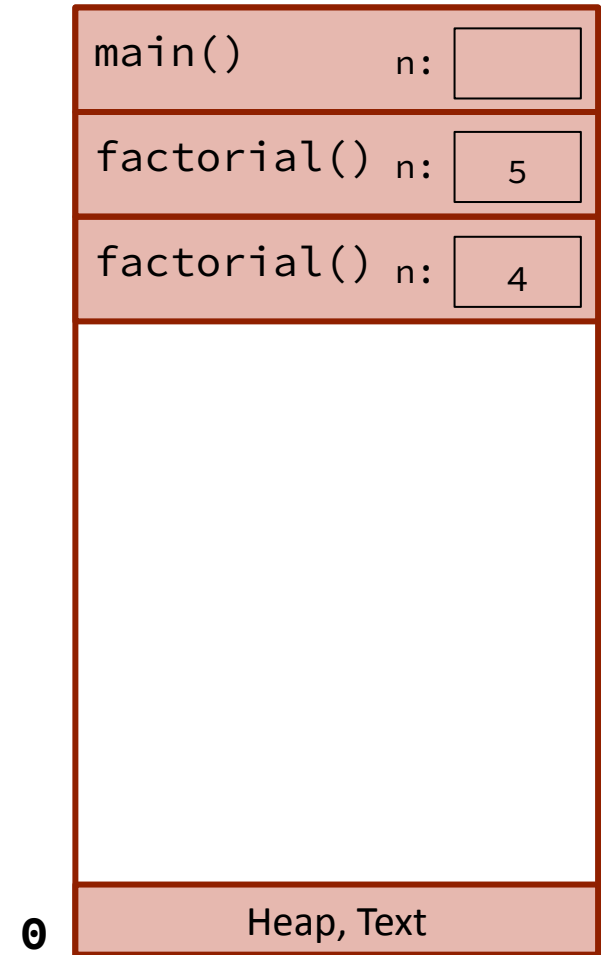 main() n:
factorial() n: 5
factorial() n: 4
0 Heap, Text